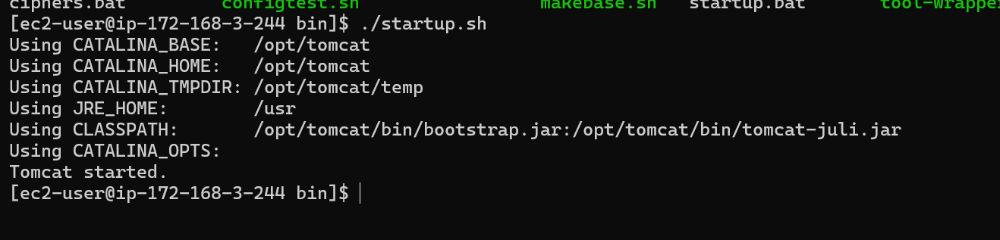 ciphers.bat configtest.sh makebase.sh startup.bat tool-wrapper
[ec2-user@ip-172-168-3-244 bin]$ ./startup.sh
Using CATALINA_BASE: /opt/tomcat
Using CATALINA_HOME: /opt/tomcat
Using CATALINA_TMPDIR: /opt/tomcat/temp
Using JRE_HOME: /usr
Using CLASSPATH: /opt/tomcat/bin/bootstrap.jar:/opt/tomcat/bin/tomcat-juli.jar
Using CATALINA_OPTS:
Tomcat started.
[ec2-user@ip-172-168-3-244 bin]$